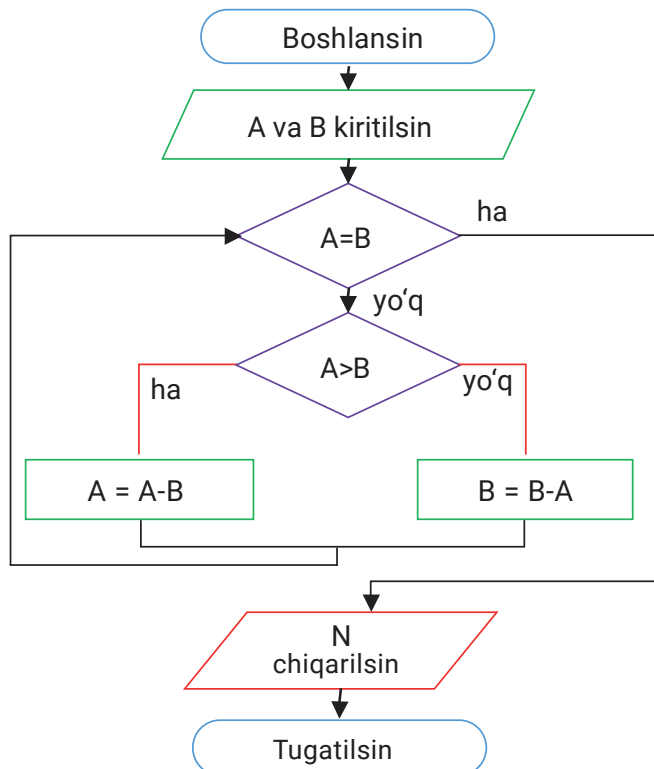 Boshlansin
A va B kiritilsin
ha
A=B
yo‘q
A>B
ha
yo‘q
A = A-B
B = B-A
N
chiqarilsin
Tugatilsin